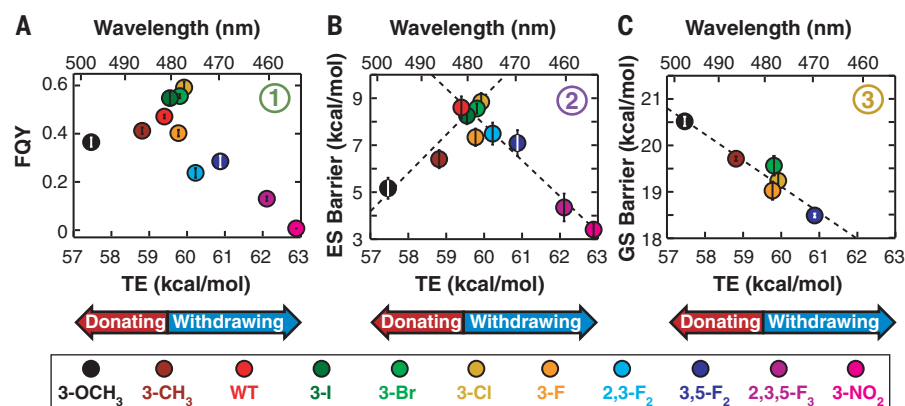 A
Wavelength (nm)
500 490 480 470 460
FQY
0.6
0.4
0.2
0
1
57 58 59 60 61 62 63
TE (kcal/mol)
Donating Withdrawing
B
Wavelength (nm)
500 490 480 470 460
ES Barrier (kcal/mol)
9
7
5
3
2
57 58 59 60 61 62 63
TE (kcal/mol)
Donating Withdrawing
C
Wavelength (nm)
500 490 480 470 460
GS Barrier (kcal/mol)
21
20
19
18
3
57 58 59 60 61 62 63
TE (kcal/mol)
Donating Withdrawing
3-OCH₃ 3-CH₃ WT 3-I 3-Br 3-Cl 3-F 2,3-F₂ 3,5-F₂ 2,3,5-F₃ 3-NO₂